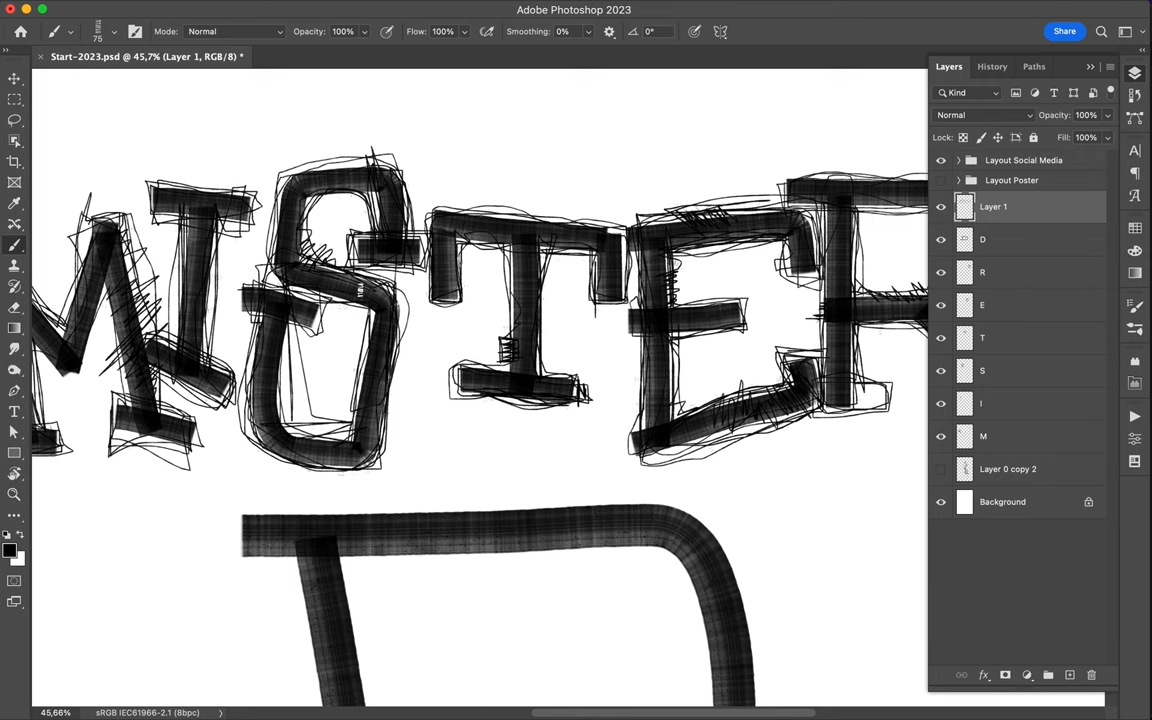 Adobe Photoshop 2023
75 Mode: Normal Opacity: 100% Flow: 100% Smoothing: 0% 0° Share
× Start-2023.psd @ 45,7% (Layer 1, RGB/8) *
Layers History Paths
Kind
Normal Opacity: 100%
Lock: Fill: 100%
Layout Social Media
Layout Poster
Layer 1
D
R
E
T
S
I
M
Layer 0 copy 2
Background
MISTER
45,66% sRGB IEC61966-2.1 (8bpc)